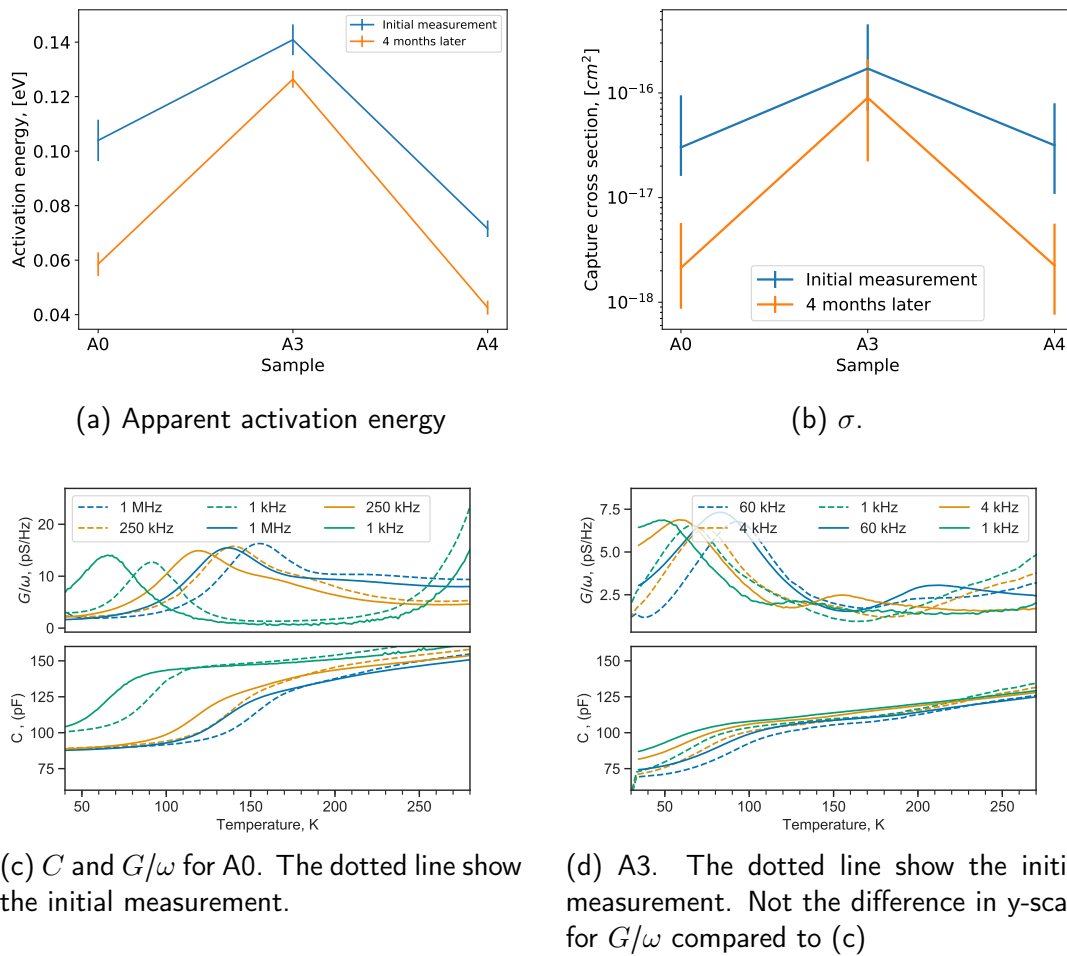 Initial measurement
4 months later
0.14
0.12
0.10
0.08
0.06
0.04
Activation energy, [eV]
A0 A3 A4
Sample
(a) Apparent activation energy
10⁻¹⁶
10⁻¹⁷
10⁻¹⁸
Capture cross section, [cm²]
Initial measurement
4 months later
A0 A3 A4
Sample
(b) σ.
1 MHz 1 kHz 250 kHz
250 kHz 1 MHz 1 kHz
20
10
0
G/ω, (pS/Hz)
150
125
100
75
C , (pF)
50 100 150 200 250
Temperature, K
(c) C and G/ω for A0. The dotted line show
the initial measurement.
60 kHz 1 kHz 4 kHz
4 kHz 60 kHz 1 kHz
7.5
5.0
2.5
G/ω, (pS/Hz)
150
125
100
75
C , (pF)
50 100 150 200 250
Temperature, K
(d) A3. The dotted line show the initi
measurement. Not the difference in y-sca
for G/ω compared to (c)